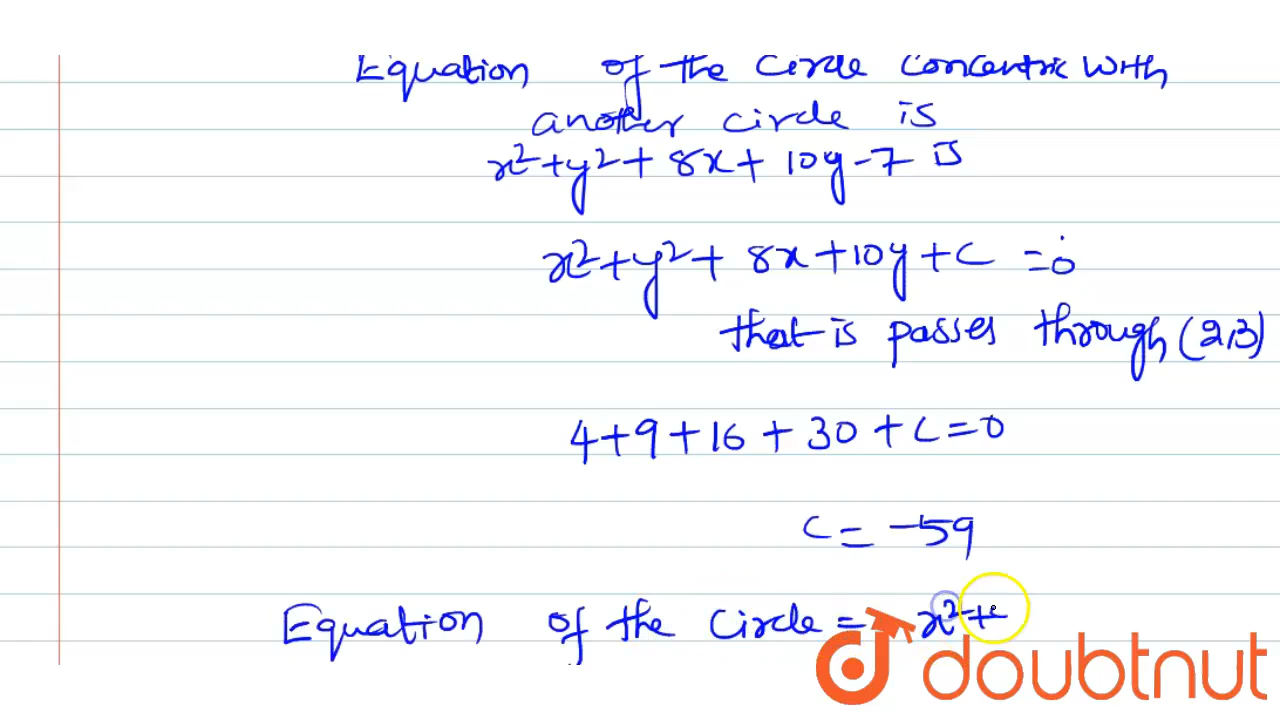 Equation of the circle concentric with
another circle is
x²+y²+ 8x+ 10y-7 is
x²+y²+ 8x+10y+c =0
that is passes through (2,3)
4+9+16+30+c=0
c= -59
Equation of the circle = x²+
doubtnut